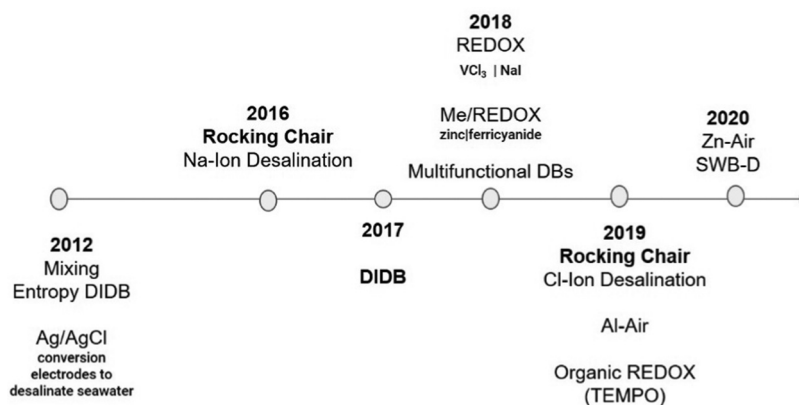 2012
Mixing
Entropy DIDB
Ag/AgCl
conversion
electrodes to
desalinate seawater
2016
Rocking Chair
Na-Ion Desalination
2017
DIDB
2018
REDOX
VCl₃ | NaI
Me/REDOX
zinc|ferricyanide
Multifunctional DBs
2019
Rocking Chair
Cl-Ion Desalination
Al-Air
Organic REDOX
(TEMPO)
2020
Zn-Air
SWB-D